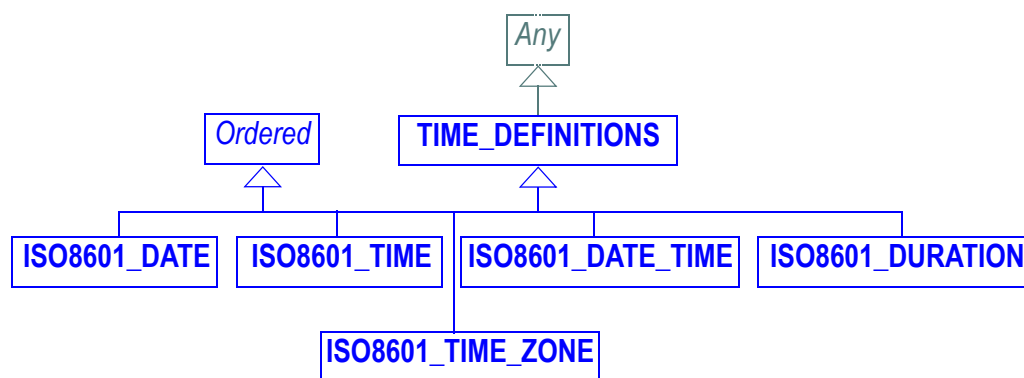 Any
Ordered
TIME_DEFINITIONS
ISO8601_DATE
ISO8601_TIME
ISO8601_DATE_TIME
ISO8601_DURATION
ISO8601_TIME_ZONE